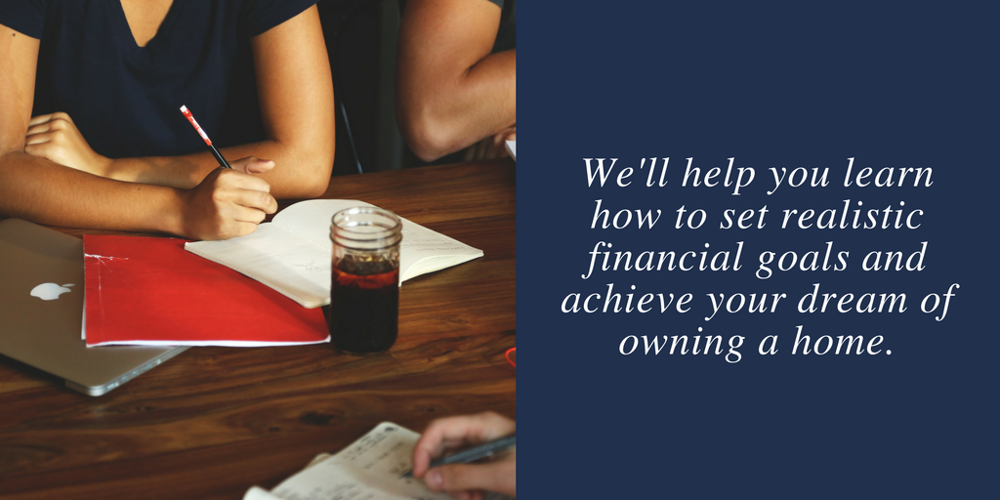 We'll help you learn
how to set realistic
financial goals and
achieve your dream of
owning a home.